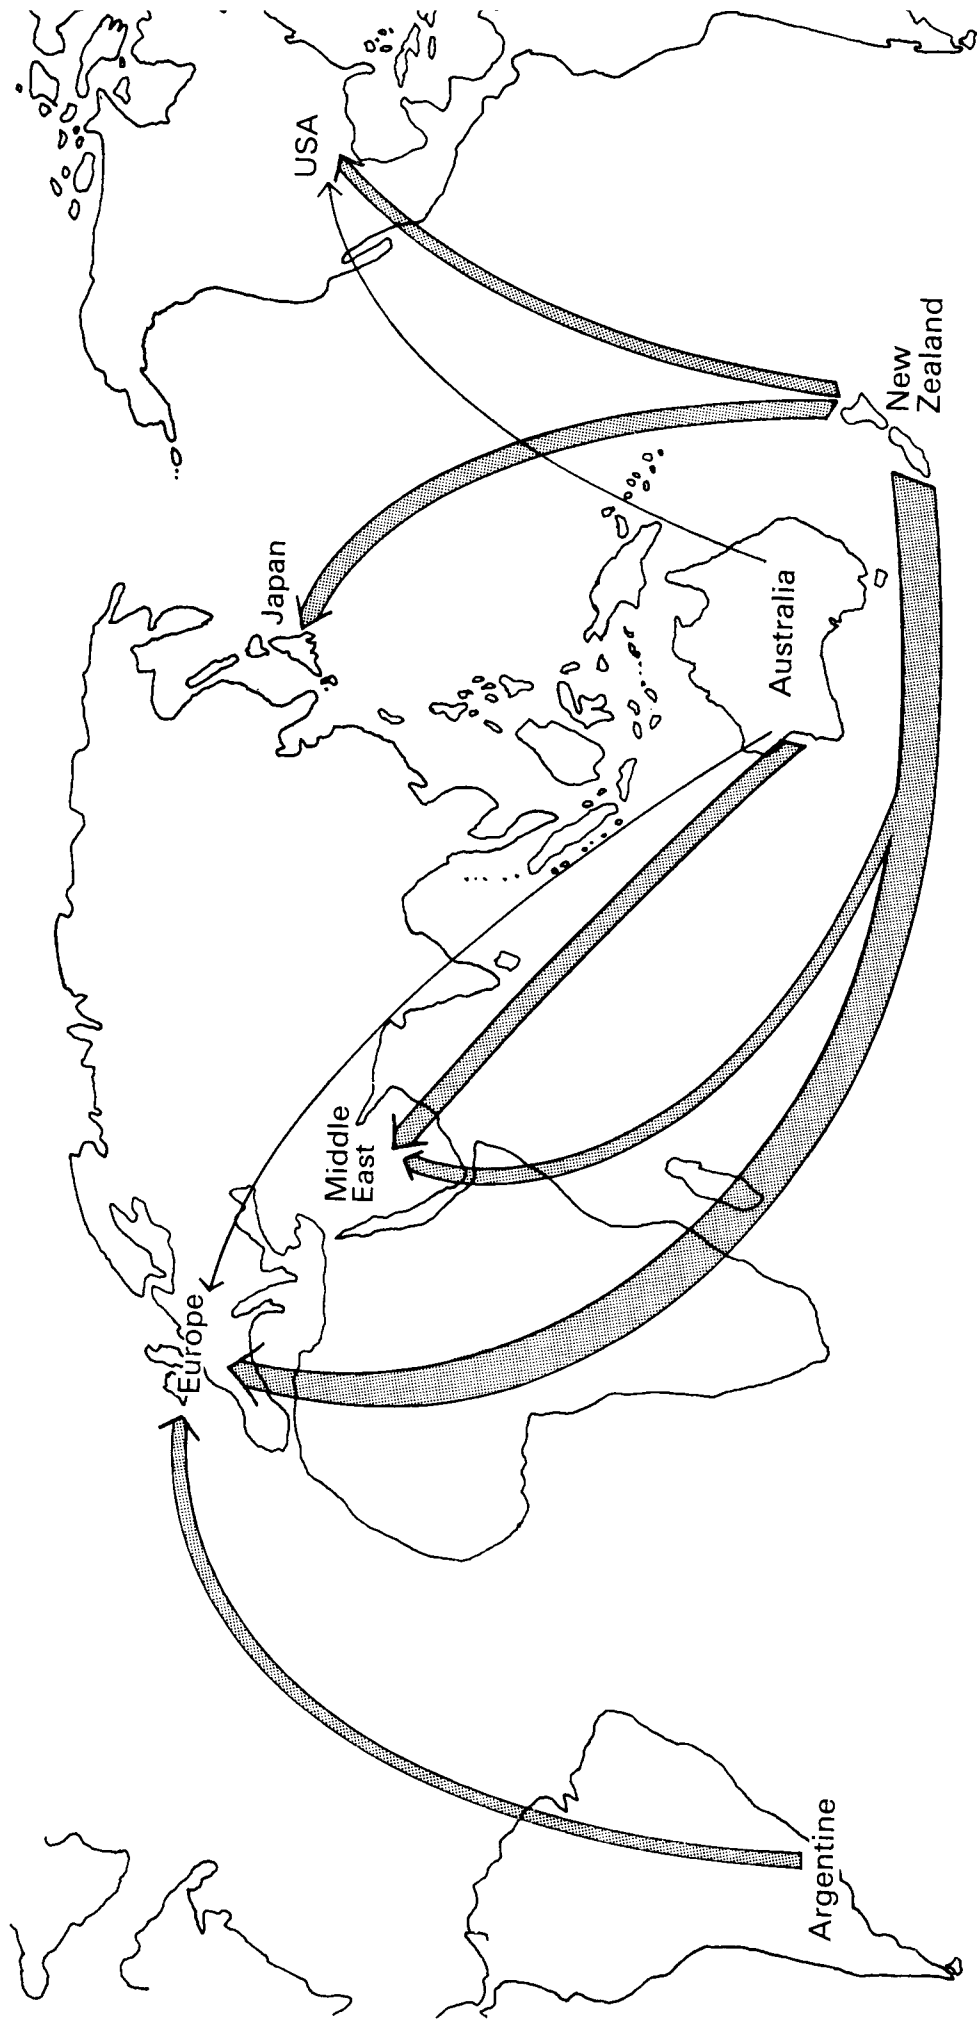 Argentine
Europe
Middle
East
Australia
Japan
New
Zealand
USA